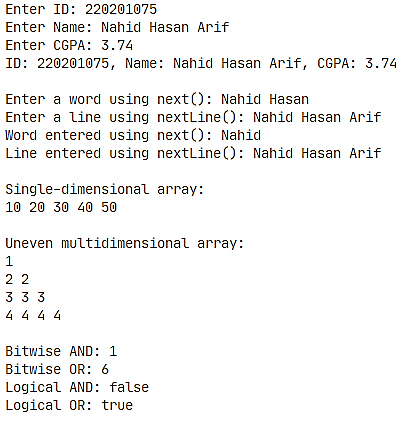 Enter ID: 220201075
Enter Name: Nahid Hasan Arif
Enter CGPA: 3.74
ID: 220201075, Name: Nahid Hasan Arif, CGPA: 3.74
Enter a word using next(): Nahid Hasan
Enter a line using nextLine(): Nahid Hasan Arif
Word entered using next(): Nahid
Line entered using nextLine(): Nahid Hasan Arif
Single-dimensional array:
10 20 30 40 50
Uneven multidimensional array:
1
2 2
3 3 3
4 4 4 4
Bitwise AND: 1
Bitwise OR: 6
Logical AND: false
Logical OR: true